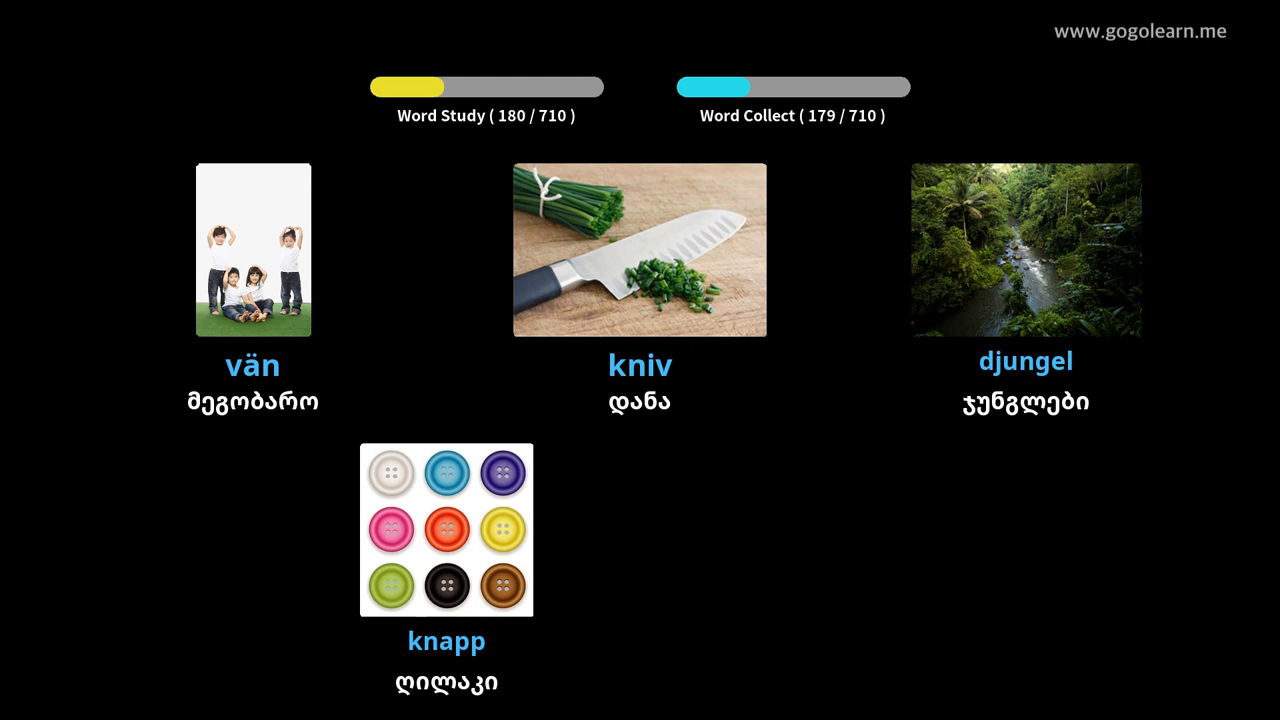 www.gogolearn.me
Word Study ( 180 / 710 )
Word Collect ( 179 / 710 )
vän
მეგობარო
kniv
დანა
djungel
ჯუნგლები
knapp
ღილაკი